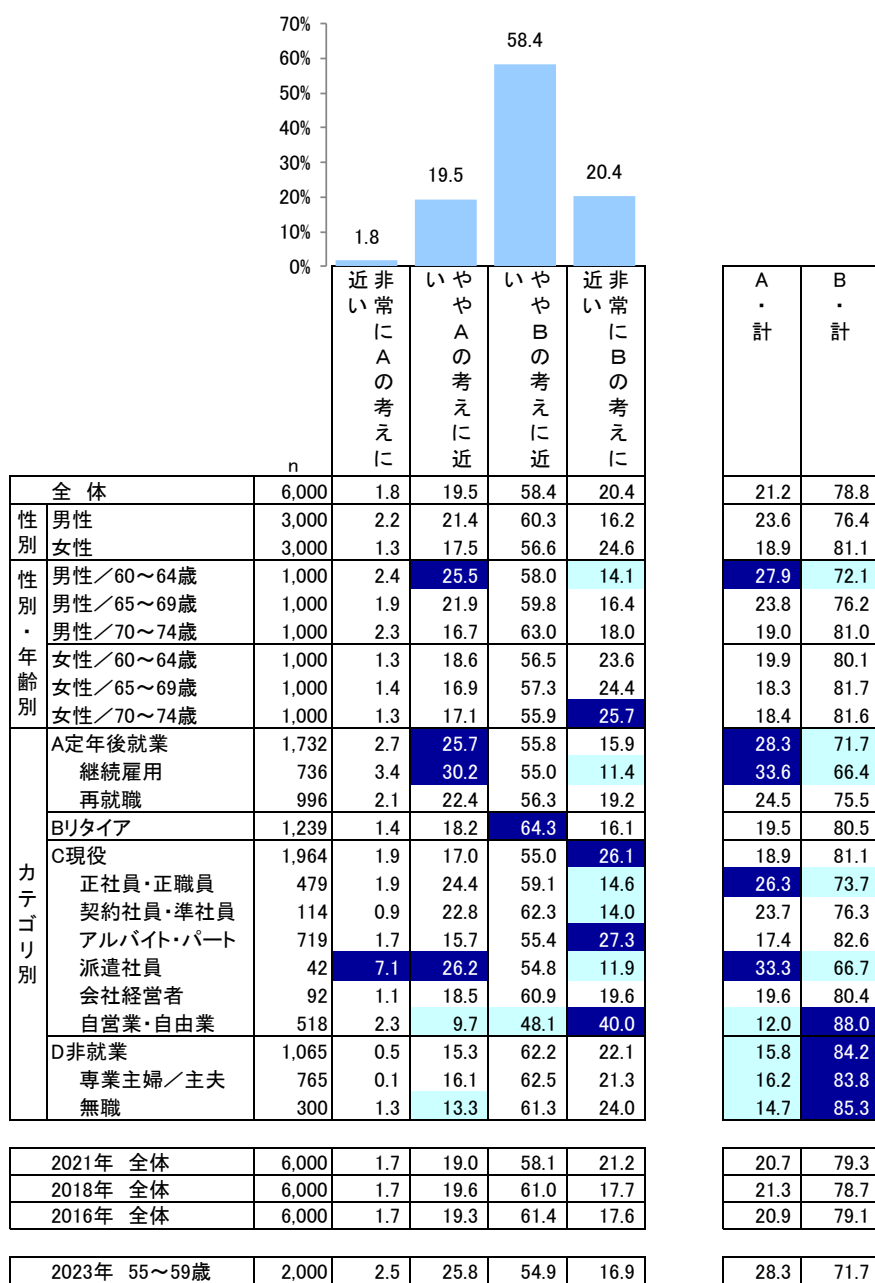 70%
60%
50%
40%
30%
20%
10%
0%
1.8
19.5
58.4
20.4
n
非常にAの考えに近い
ややAの考えに近い
ややBの考えに近い
非常にBの考えに近い
A・計
B・計
全 体 6,000 1.8 19.5 58.4 20.4 21.2 78.8
性別
男性 3,000 2.2 21.4 60.3 16.2 23.6 76.4
女性 3,000 1.3 17.5 56.6 24.6 18.9 81.1
性別・年齢別
男性/60~64歳 1,000 2.4 25.5 58.0 14.1 27.9 72.1
男性/65~69歳 1,000 1.9 21.9 59.8 16.4 23.8 76.2
男性/70~74歳 1,000 2.3 16.7 63.0 18.0 19.0 81.0
女性/60~64歳 1,000 1.3 18.6 56.5 23.6 19.9 80.1
女性/65~69歳 1,000 1.4 16.9 57.3 24.4 18.3 81.7
女性/70~74歳 1,000 1.3 17.1 55.9 25.7 18.4 81.6
カテゴリ別
A定年後就業 1,732 2.7 25.7 55.8 15.9 28.3 71.7
継続雇用 736 3.4 30.2 55.0 11.4 33.6 66.4
再就職 996 2.1 22.4 56.3 19.2 24.5 75.5
Bリタイア 1,239 1.4 18.2 64.3 16.1 19.5 80.5
C現役 1,964 1.9 17.0 55.0 26.1 18.9 81.1
正社員・正職員 479 1.9 24.4 59.1 14.6 26.3 73.7
契約社員・準社員 114 0.9 22.8 62.3 14.0 23.7 76.3
アルバイト・パート 719 1.7 15.7 55.4 27.3 17.4 82.6
派遣社員 42 7.1 26.2 54.8 11.9 33.3 66.7
会社経営者 92 1.1 18.5 60.9 19.6 19.6 80.4
自営業・自由業 518 2.3 9.7 48.1 40.0 12.0 88.0
D非就業 1,065 0.5 15.3 62.2 22.1 15.8 84.2
専業主婦/主夫 765 0.1 16.1 62.5 21.3 16.2 83.8
無職 300 1.3 13.3 61.3 24.0 14.7 85.3
2021年 全体 6,000 1.7 19.0 58.1 21.2 20.7 79.3
2018年 全体 6,000 1.7 19.6 61.0 17.7 21.3 78.7
2016年 全体 6,000 1.7 19.3 61.4 17.6 20.9 79.1
2023年 55~59歳 2,000 2.5 25.8 54.9 16.9 28.3 71.7